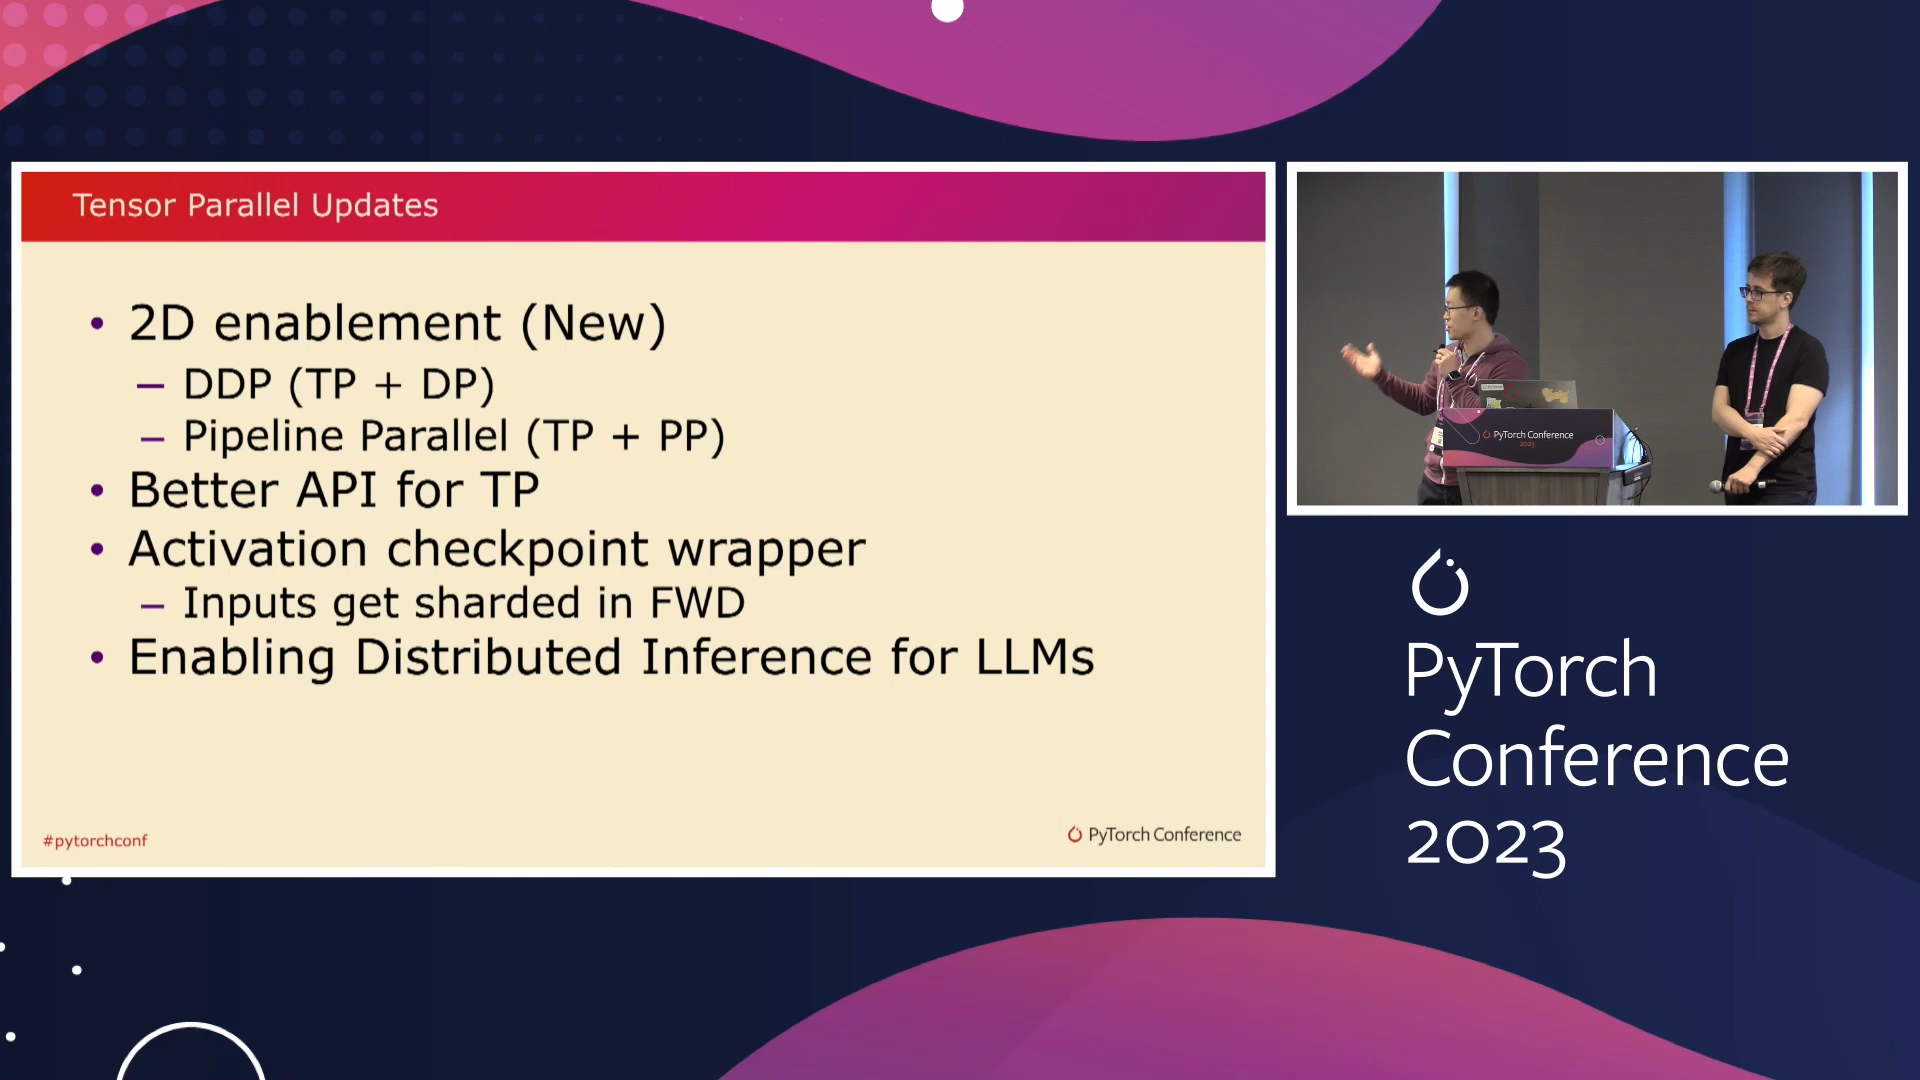 Tensor Parallel Updates
• 2D enablement (New)
– DDP (TP + DP)
– Pipeline Parallel (TP + PP)
• Better API for TP
• Activation checkpoint wrapper
– Inputs get sharded in FWD
• Enabling Distributed Inference for LLMs
#pytorchconf
PyTorch Conference
PyTorch Conference
2023
PyTorch
Conference
2023